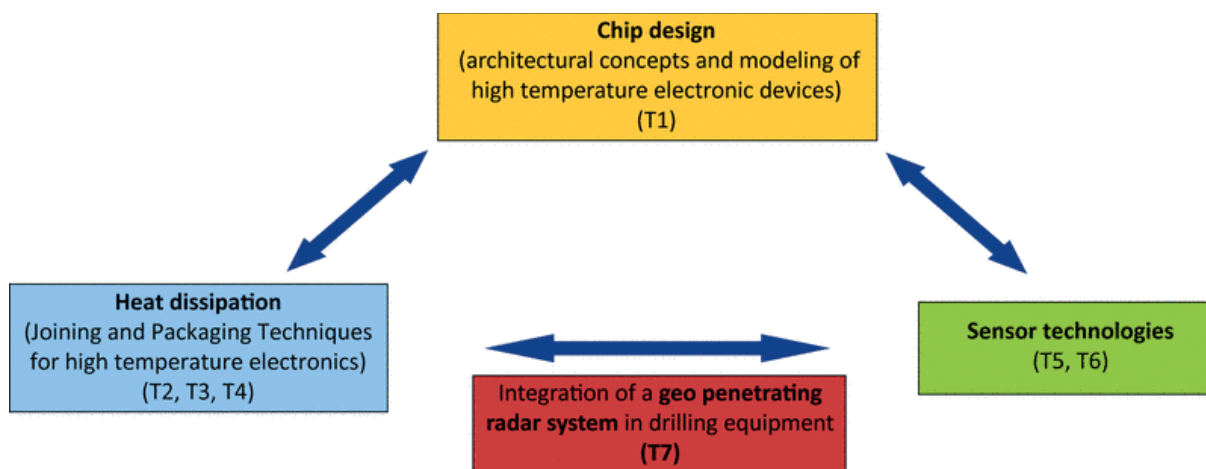 Chip design
(architectural concepts and modeling of
high temperature electronic devices)
(T1)
Heat dissipation
(Joining and Packaging Techniques
for high temperature electronics)
(T2, T3, T4)
Sensor technologies
(T5, T6)
Integration of a geo penetrating
radar system in drilling equipment
(T7)